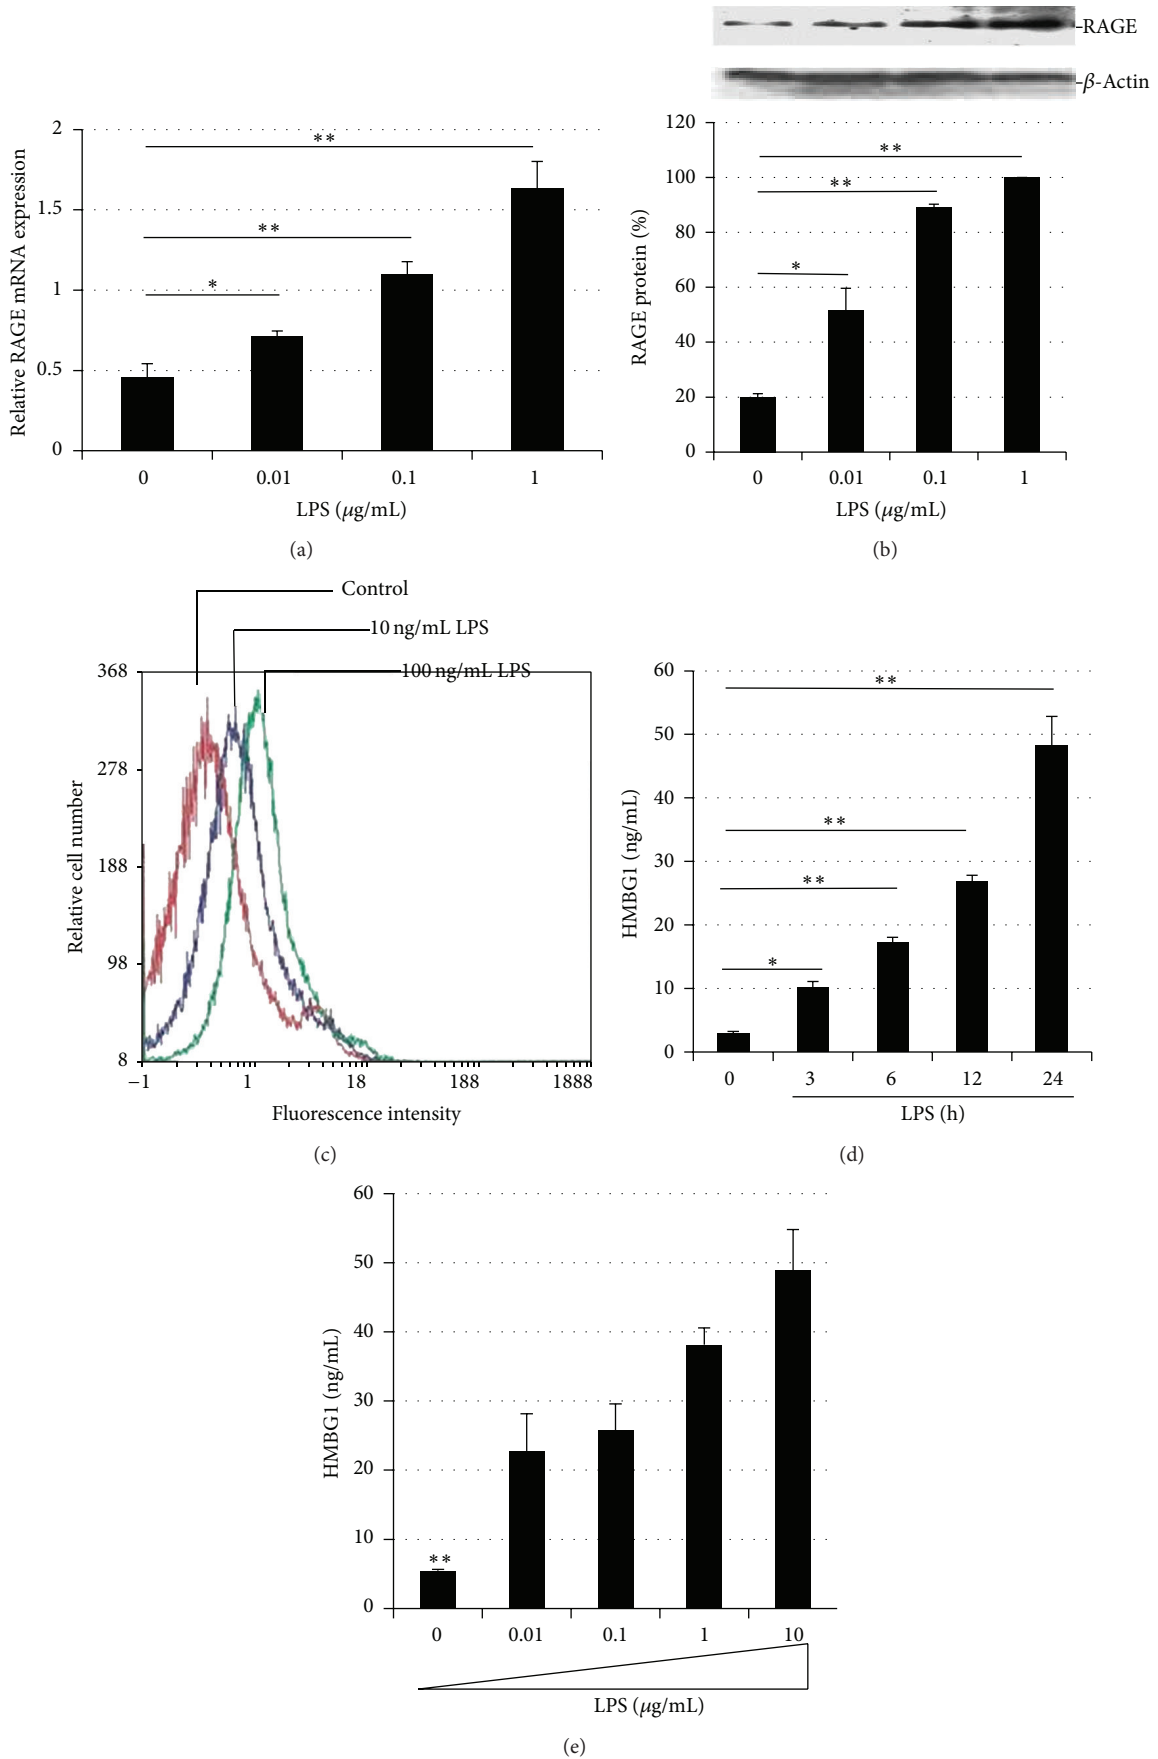 Relative RAGE mRNA expression
2
1.5
1
0.5
0
**
**
*
0 0.01 0.1 1
LPS (μg/mL)
(a)
-RAGE
-β-Actin
RAGE protein (%)
120
100
80
60
40
20
0
**
**
*
0 0.01 0.1 1
LPS (μg/mL)
(b)
Control
10 ng/mL LPS
100 ng/mL LPS
Relative cell number
368
278
188
98
8
−1 1 18 188 1888
Fluorescence intensity
(c)
HMBG1 (ng/mL)
60
50
40
30
20
10
0
**
**
**
*
0 3 6 12 24
LPS (h)
(d)
HMBG1 (ng/mL)
60
50
40
30
20
10
0
**
0 0.01 0.1 1 10
LPS (μg/mL)
(e)